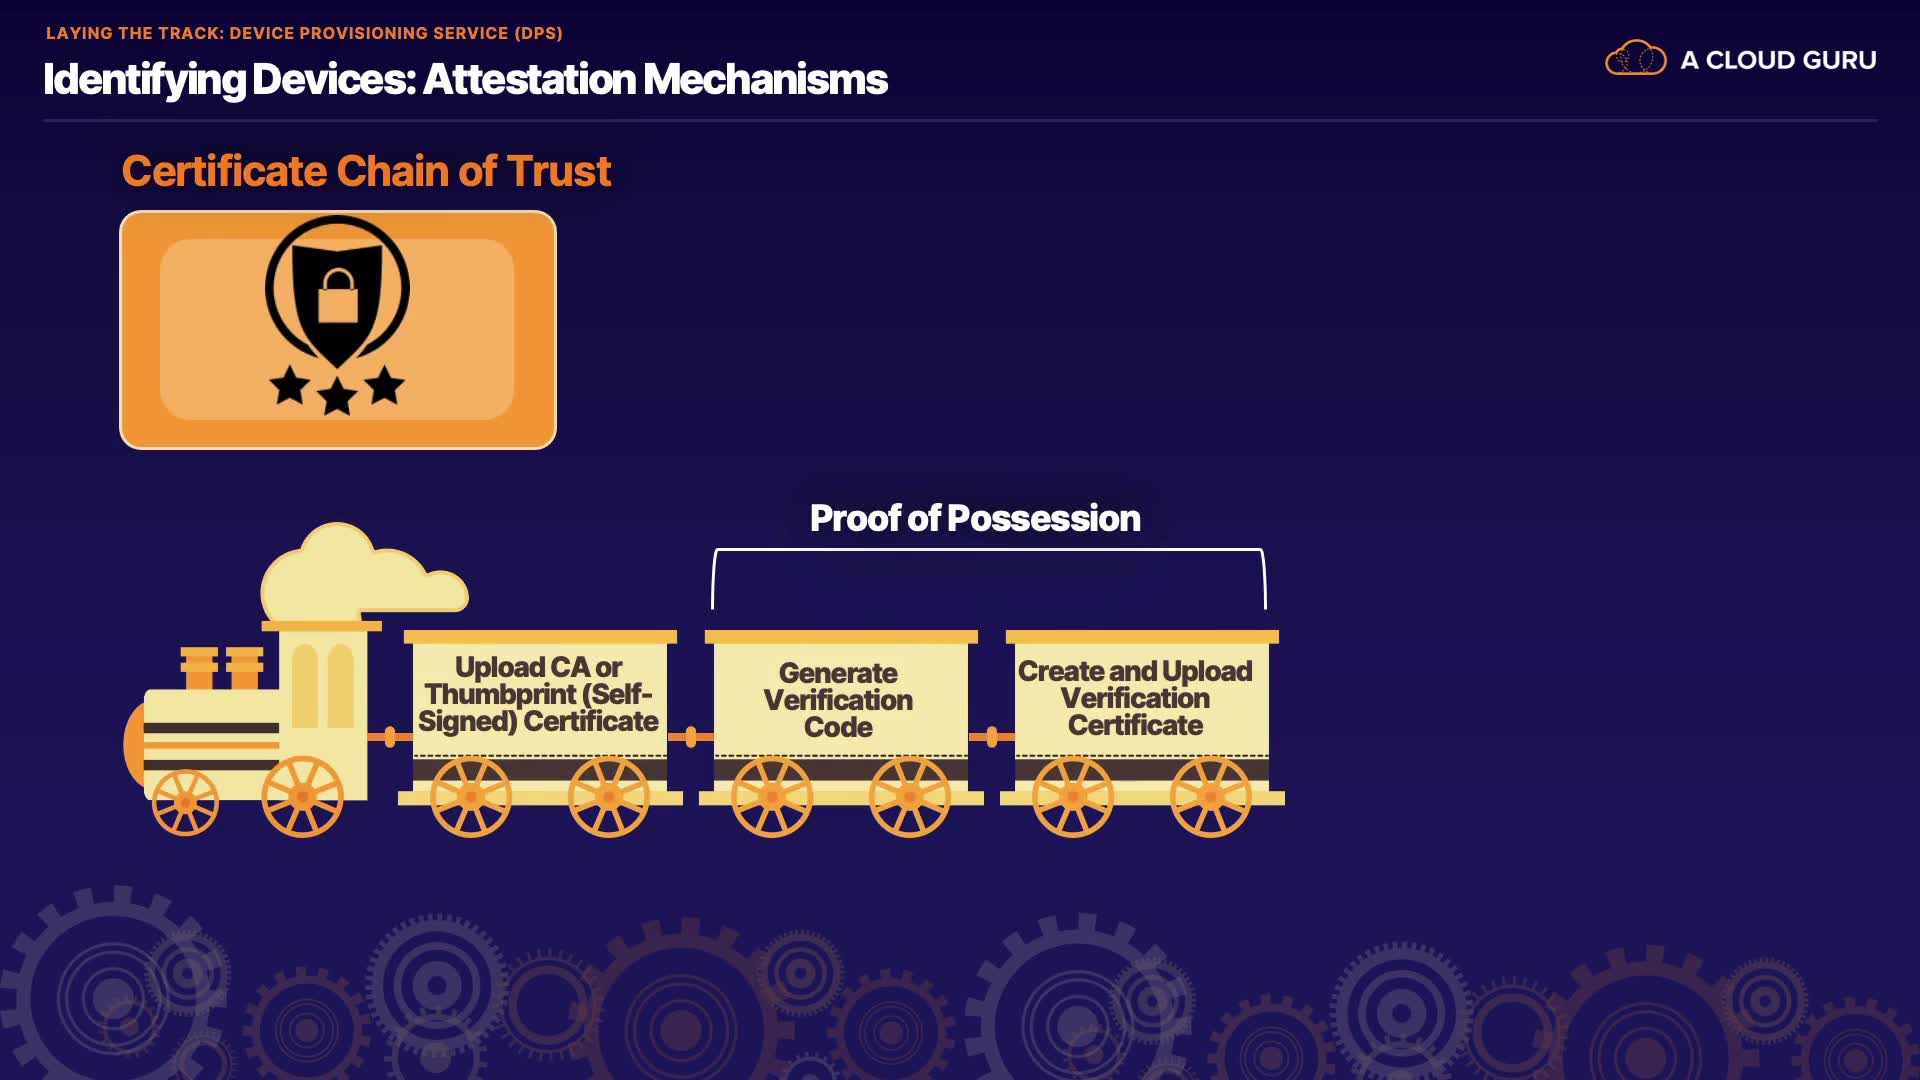 LAYING THE TRACK: DEVICE PROVISIONING SERVICE (DPS)
Identifying Devices: Attestation Mechanisms
A CLOUD GURU
Certificate Chain of Trust
Proof of Possession
Upload CA or
Thumbprint (Self-
Signed) Certificate
Generate
Verification
Code
Create and Upload
Verification
Certificate